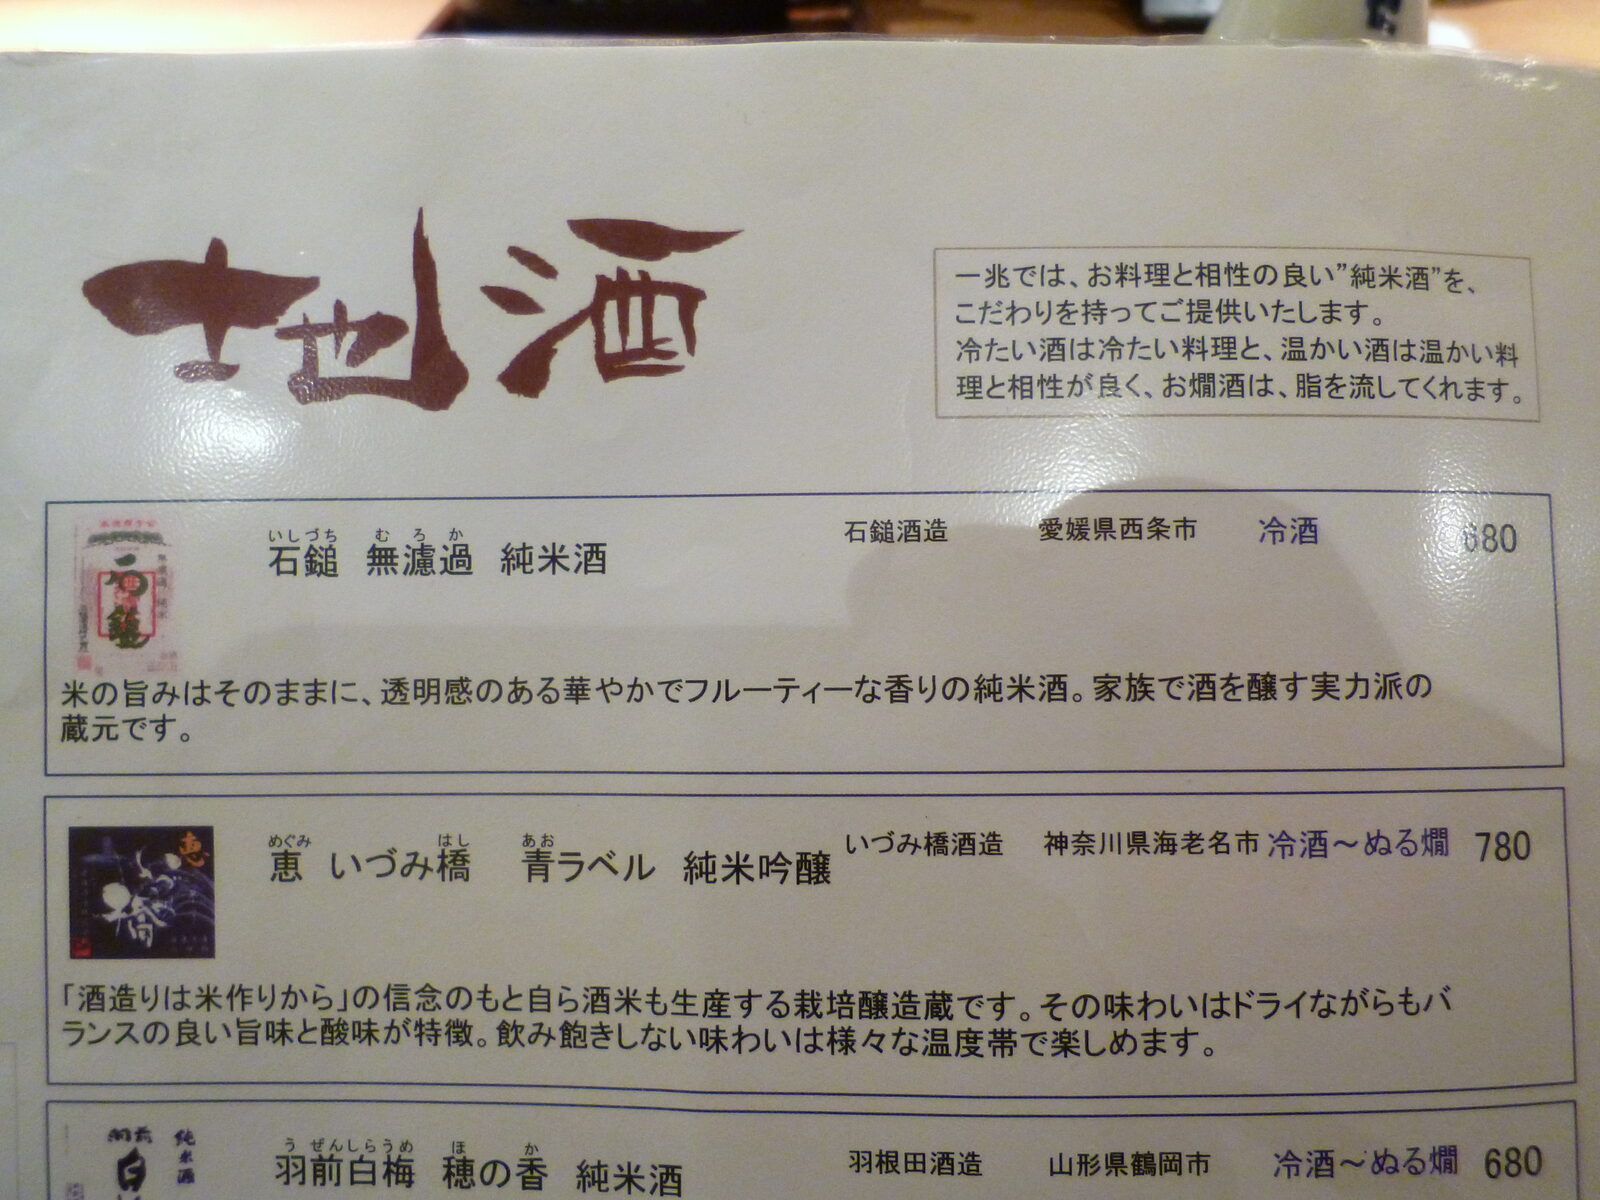 地酒
一兆では、お料理と相性の良い"純米酒"を、
こだわりを持ってご提供いたします。
冷たい酒は冷たい料理と、温かい酒は温かい料
理と相性が良く、お燗酒は、脂を流してくれます。
いしづち むろか
石鎚 無濾過 純米酒 石鎚酒造 愛媛県西条市 冷酒 680
石鎚
米の旨みはそのままに、透明感のある華やかでフルーティーな香りの純米酒。家族で酒を醸す実力派の
蔵元です。
めぐみ はし あお
恵 いづみ橋 青ラベル 純米吟醸 いづみ橋酒造 神奈川県海老名市 冷酒～ぬる燗 780
恵
橋
「酒造りは米作りから」の信念のもと自ら酒米も生産する栽培醸造蔵です。その味わいはドライながらもバ
ランスの良い旨味と酸味が特徴。飲み飽きしない味わいは様々な温度帯で楽しめます。
うぜんしらうめ ほ か
羽前白梅 穂の香 純米酒 羽根田酒造 山形県鶴岡市 冷酒～ぬる燗 680
羽前 純米酒
白